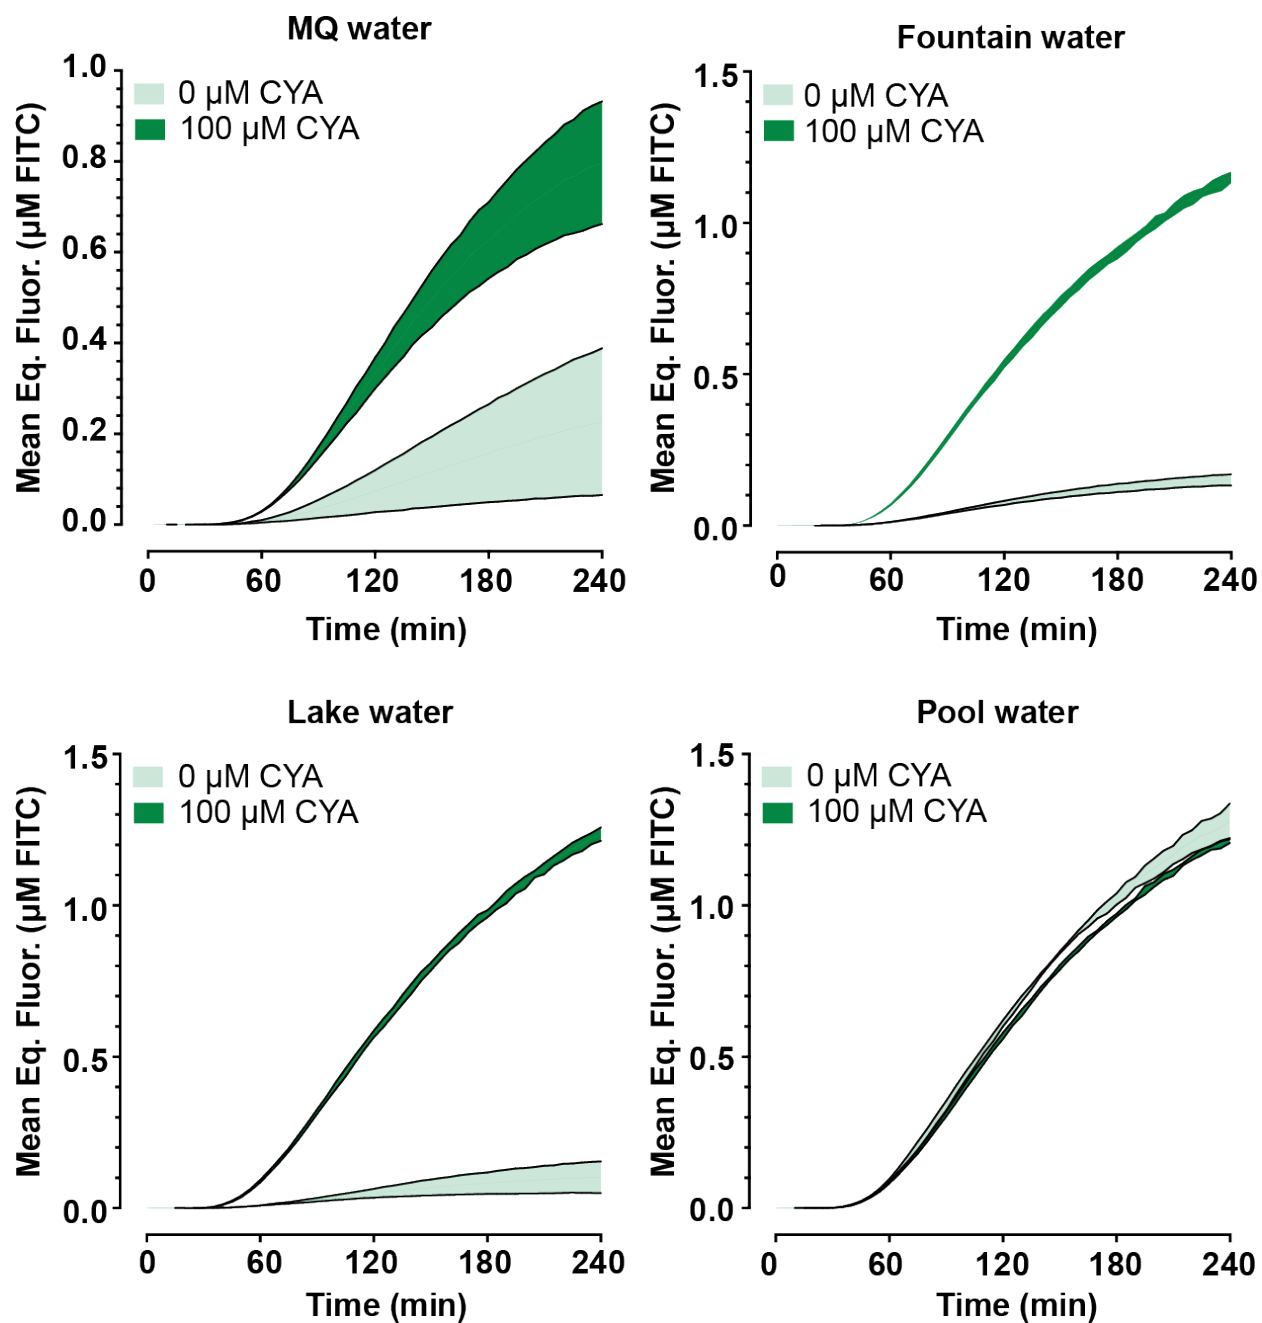 MQ water
Mean Eq. Fluor. (µM FITC)
1.0
0.8
0.6
0.4
0.2
0.0
0 µM CYA
100 µM CYA
0 60 120 180 240
Time (min)
Fountain water
Mean Eq. Fluor. (µM FITC)
1.5
1.0
0.5
0.0
0 µM CYA
100 µM CYA
0 60 120 180 240
Time (min)
Lake water
Mean Eq. Fluor. (µM FITC)
1.5
1.0
0.5
0.0
0 µM CYA
100 µM CYA
0 60 120 180 240
Time (min)
Pool water
Mean Eq. Fluor. (µM FITC)
1.5
1.0
0.5
0.0
0 µM CYA
100 µM CYA
0 60 120 180 240
Time (min)